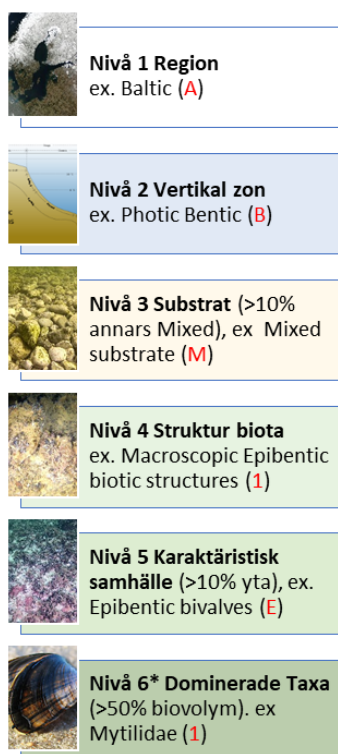 Nivå 1 Region
ex. Baltic (A)
Nivå 2 Vertikal zon
ex. Photic Bentic (B)
Nivå 3 Substrat (>10%
annars Mixed), ex Mixed
substrate (M)
Nivå 4 Struktur biota
ex. Macroscopic Epibentic
biotic structures (1)
Nivå 5 Karaktäristisk
samhälle (>10% yta), ex.
Epibentic bivalves (E)
Nivå 6* Dominerade Taxa
(>50% biovolym). ex
Mytilidae (1)